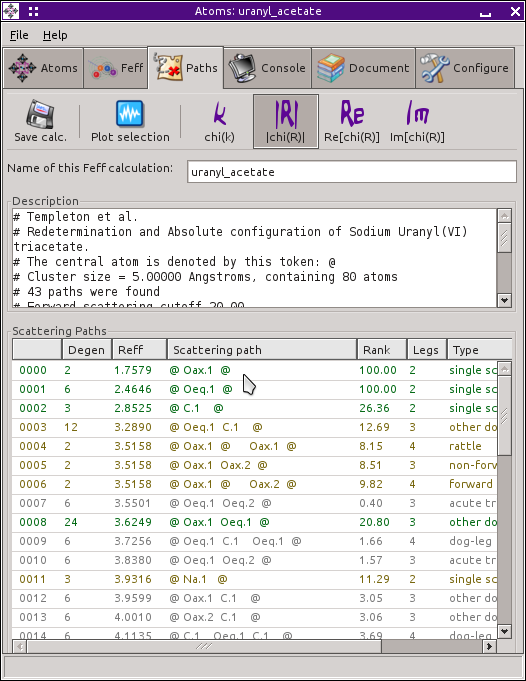 Atoms: uranyl_acetate
File Help
Atoms Feff Paths Console Document Configure
k |R| Re Im
Save calc. Plot selection chi(k) |chi(R)| Re[chi(R)] Im[chi(R)]
Name of this Feff calculation: uranyl_acetate
Description
# Templeton et al.
# Redetermination and Absolute configuration of Sodium Uranyl(VI)
triacetate.
# The central atom is denoted by this token: @
# Cluster size = 5.00000 Angstroms, containing 80 atoms
# 43 paths were found
# Forward scattering cutoff 20.00
Scattering Paths
Degen Reff Scattering path Rank Legs Type
0000 2 1.7579 @ Oax.1 @ 100.00 2 single sc
0001 6 2.4646 @ Oeq.1 @ 100.00 2 single sc
0002 3 2.8525 @ C.1 @ 26.36 2 single sc
0003 12 3.2890 @ Oeq.1 C.1 @ 12.69 3 other do
0004 2 3.5158 @ Oax.1 @ Oax.1 @ 8.15 4 rattle
0005 2 3.5158 @ Oax.1 Oax.2 @ 8.51 3 non-forw
0006 2 3.5158 @ Oax.1 @ Oax.2 @ 9.82 4 forward
0007 6 3.5501 @ Oeq.1 Oeq.2 @ 0.40 3 acute tr
0008 24 3.6249 @ Oax.1 Oeq.1 @ 20.80 3 other do
0009 6 3.7256 @ Oeq.1 C.1 Oeq.1 @ 1.66 4 dog-leg
0010 6 3.8380 @ Oeq.1 Oeq.2 @ 1.57 3 acute tr
0011 3 3.9316 @ Na.1 @ 11.29 2 single sc
0012 6 3.9599 @ Oax.1 C.1 @ 3.05 3 other do
0013 6 4.0010 @ Oax.2 C.1 @ 3.06 3 other do
0014 6 4.1135 @ C.1 Oeq.1 C.1 @ 3.69 4 dog-leg